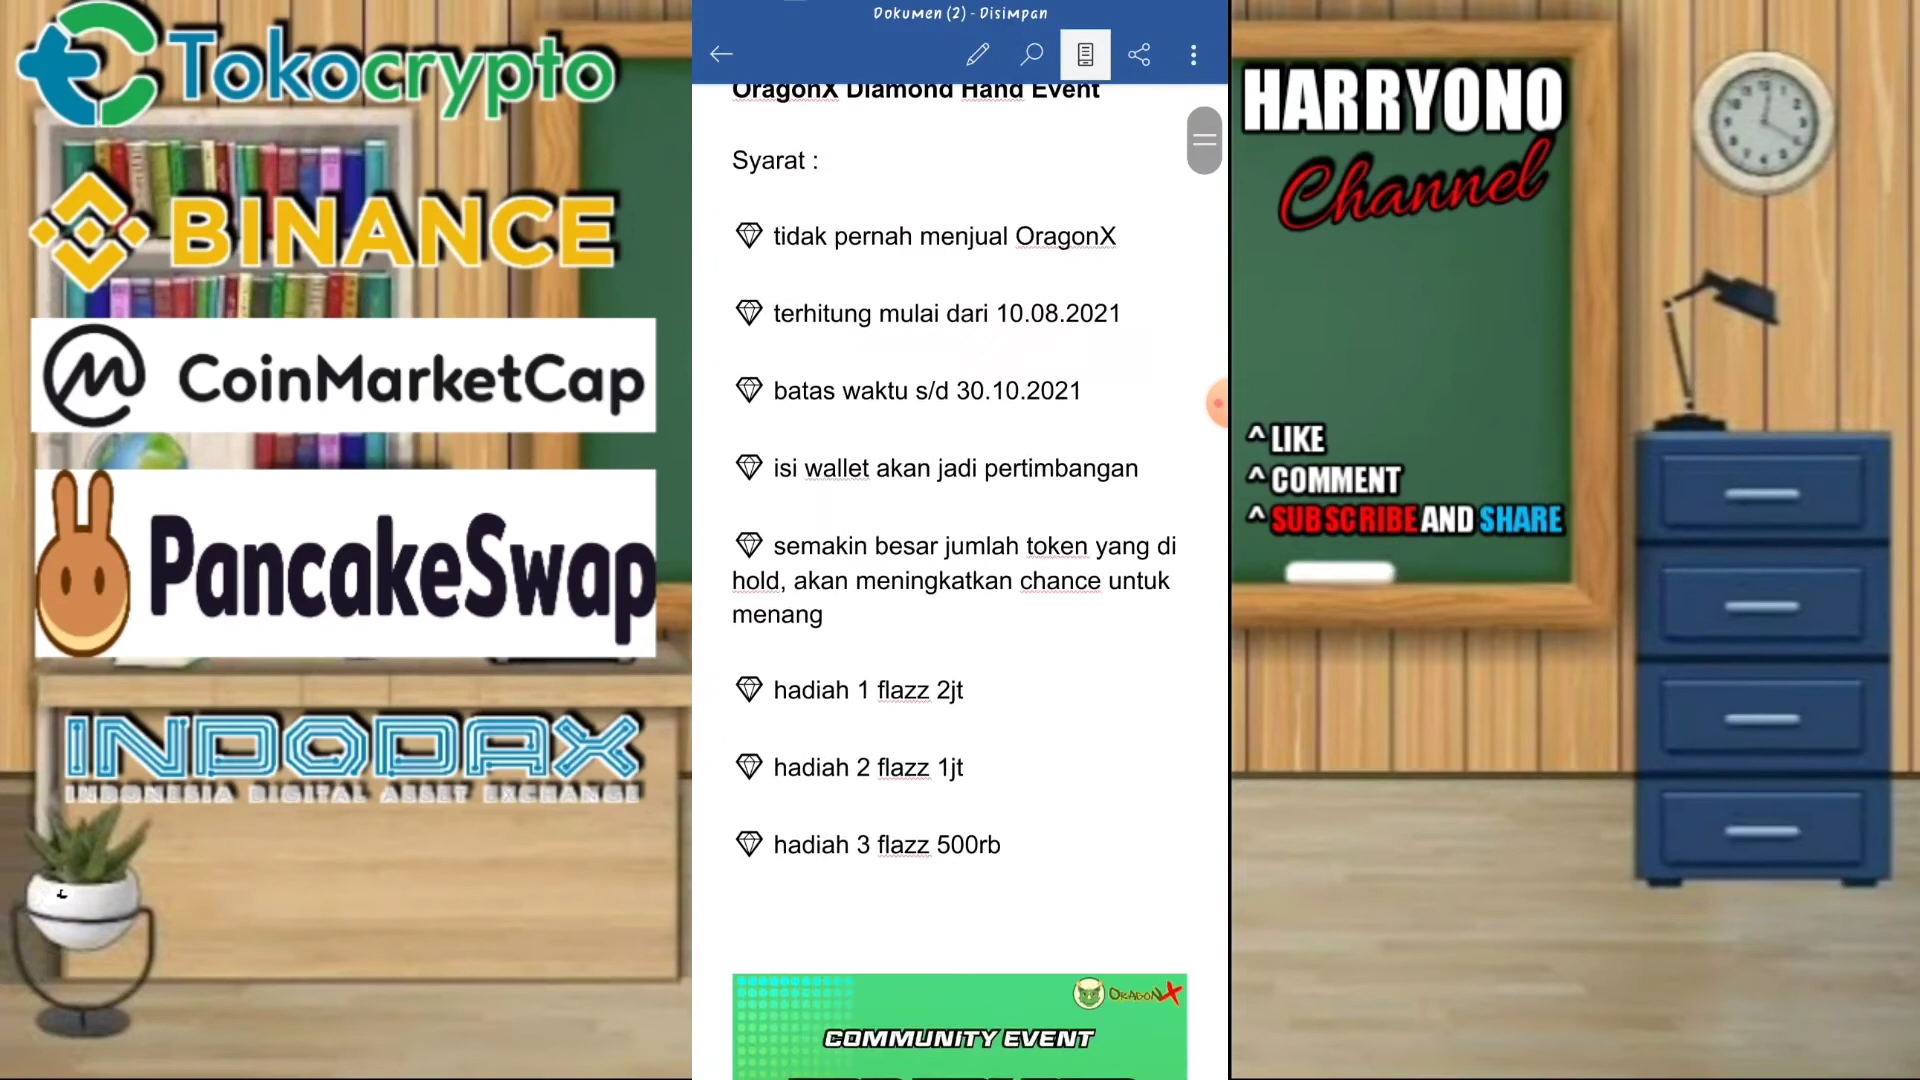 Tokocrypto
BINANCE
CoinMarketCap
PancakeSwap
INDODAX
INDONESIA DIGITAL ASSET EXCHANGE
Dokumen (2) - Disimpan
OragonX Diamond Hand Event
Syarat :
tidak pernah menjual OragonX
terhitung mulai dari 10.08.2021
batas waktu s/d 30.10.2021
isi wallet akan jadi pertimbangan
semakin besar jumlah token yang di
hold, akan meningkatkan chance untuk
menang
hadiah 1 flazz 2jt
hadiah 2 flazz 1jt
hadiah 3 flazz 500rb
ORAGONX
COMMUNITY EVENT
HARRYONO
Channel
^ LIKE
^ COMMENT
^ SUBSCRIBE AND SHARE